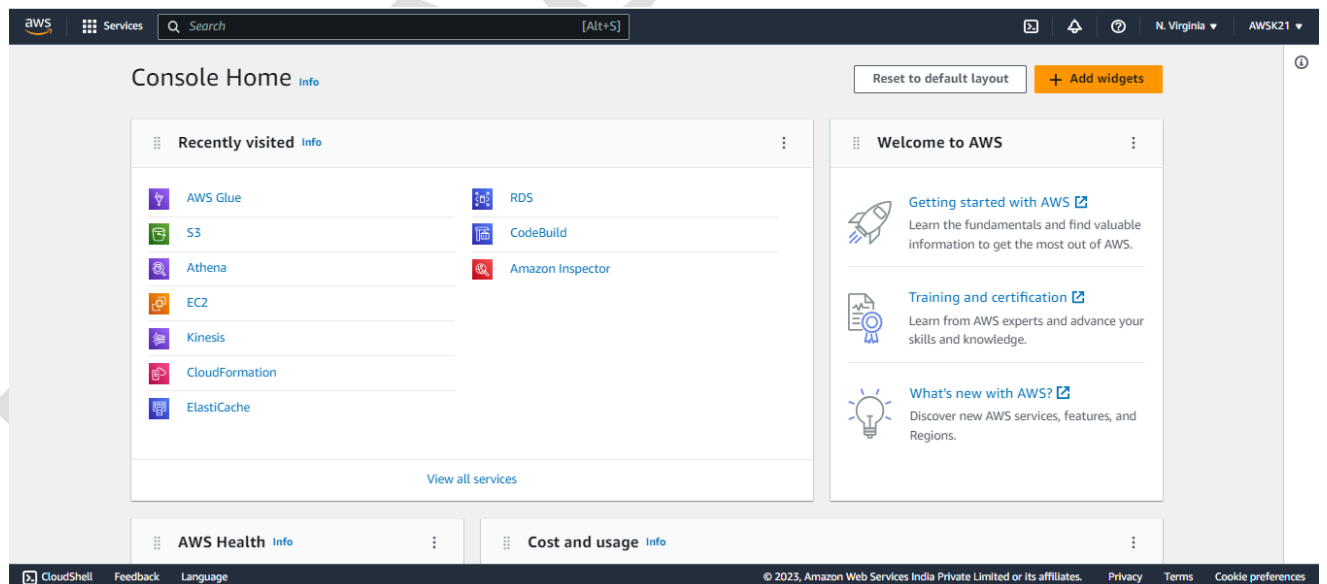 aws
Services
Search [Alt+S]
N. Virginia
AWSK21
Console Home Info
Reset to default layout
+ Add widgets
Recently visited Info
AWS Glue
S3
Athena
EC2
Kinesis
CloudFormation
ElastiCache
RDS
CodeBuild
Amazon Inspector
View all services
Welcome to AWS
Getting started with AWS
Learn the fundamentals and find valuable
information to get the most out of AWS.
Training and certification
Learn from AWS experts and advance your
skills and knowledge.
What's new with AWS?
Discover new AWS services, features, and
Regions.
AWS Health Info
Cost and usage Info
CloudShell
Feedback
Language
© 2023, Amazon Web Services India Private Limited or its affiliates.
Privacy
Terms
Cookie preferences